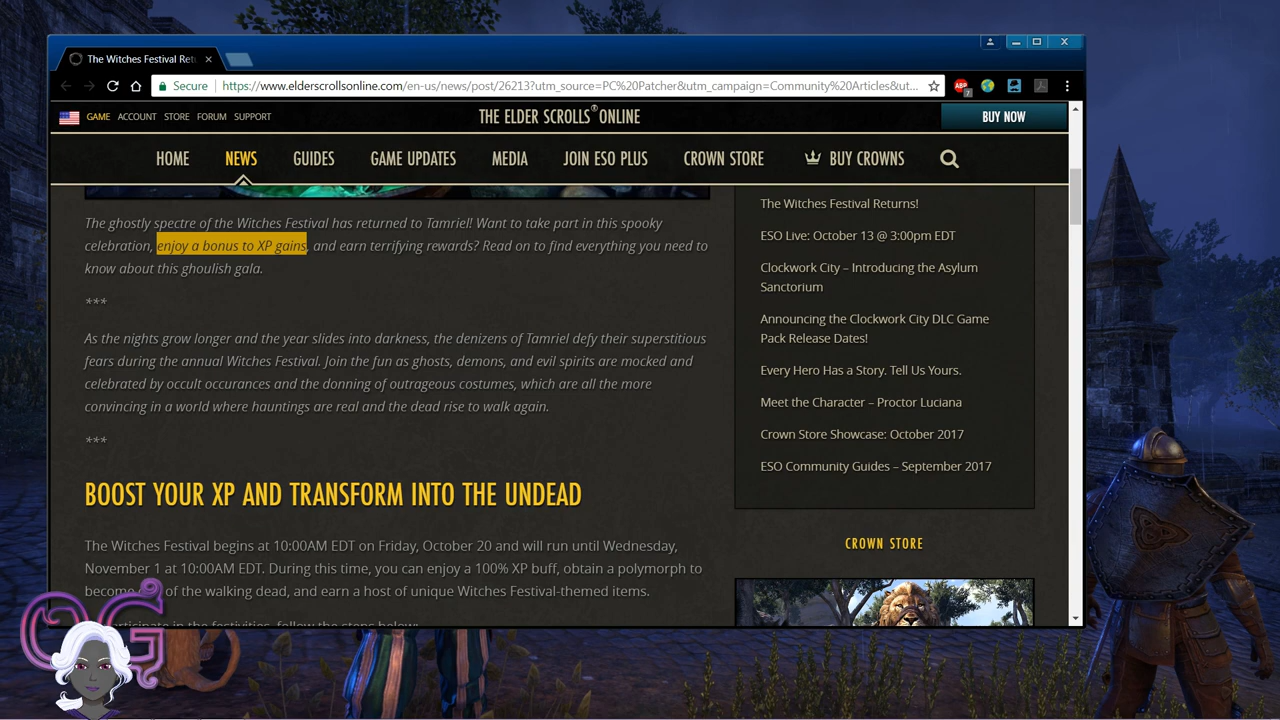 The Witches Festival Ret
Secure
https://www.elderscrollsonline.com/en-us/news/post/26213?utm_source=PC%20Patcher&utm_campaign=Community%20Articles&ut...
ABP
GAME ACCOUNT STORE FORUM SUPPORT
THE ELDER SCROLLS® ONLINE
BUY NOW
HOME NEWS GUIDES GAME UPDATES MEDIA JOIN ESO PLUS CROWN STORE BUY CROWNS
The ghostly spectre of the Witches Festival has returned to Tamriel! Want to take part in this spooky
celebration, enjoy a bonus to XP gains, and earn terrifying rewards? Read on to find everything you need to
know about this ghoulish gala.
***
As the nights grow longer and the year slides into darkness, the denizens of Tamriel defy their superstitious
fears during the annual Witches Festival. Join the fun as ghosts, demons, and evil spirits are mocked and
celebrated by occult occurances and the donning of outrageous costumes, which are all the more
convincing in a world where hauntings are real and the dead rise to walk again.
***
BOOST YOUR XP AND TRANSFORM INTO THE UNDEAD
The Witches Festival begins at 10:00AM EDT on Friday, October 20 and will run until Wednesday,
November 1 at 10:00AM EDT. During this time, you can enjoy a 100% XP buff, obtain a polymorph to
become of the walking dead, and earn a host of unique Witches Festival-themed items.
participate in the festivities, follow the steps below:
The Witches Festival Returns!
ESO Live: October 13 @ 3:00pm EDT
Clockwork City – Introducing the Asylum
Sanctorium
Announcing the Clockwork City DLC Game
Pack Release Dates!
Every Hero Has a Story. Tell Us Yours.
Meet the Character – Proctor Luciana
Crown Store Showcase: October 2017
ESO Community Guides – September 2017
CROWN STORE
OG